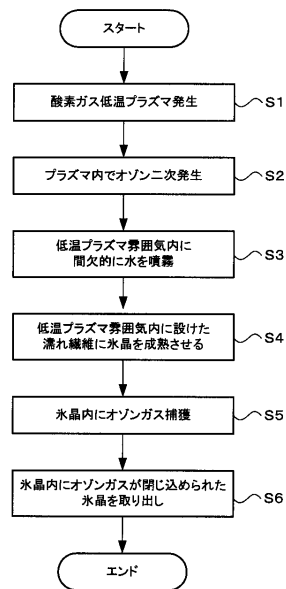 スタート
酸素ガス低温プラズマ発生
S1
プラズマ内でオゾン二次発生
S2
低温プラズマ雰囲気内に
間欠的に水を噴霧
S3
低温プラズマ雰囲気内に設けた
濡れ繊維に氷晶を成熟させる
S4
氷晶内にオゾンガス捕獲
S5
氷晶内にオゾンガスが閉じ込められた
氷晶を取り出し
S6
エンド